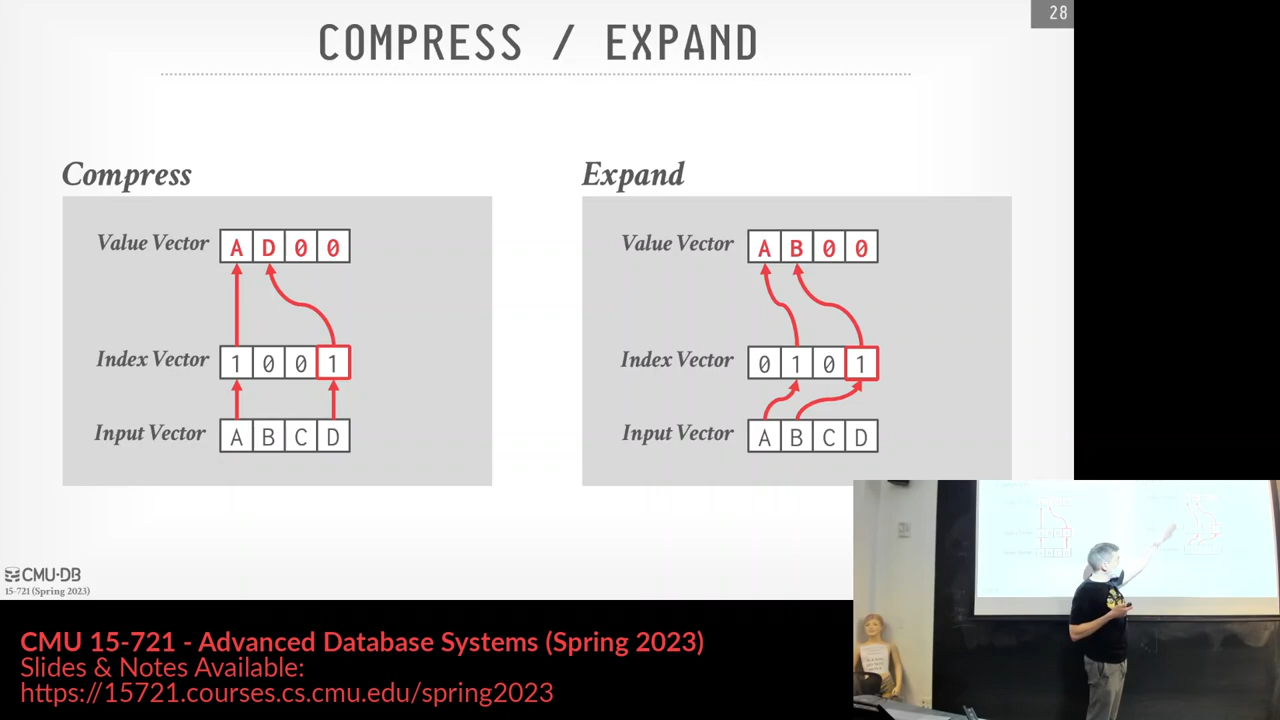 28
COMPRESS / EXPAND
Compress
Value Vector A D 0 0
Index Vector 1 0 0 1
Input Vector A B C D
Expand
Value Vector A B 0 0
Index Vector 0 1 0 1
Input Vector A B C D
CMU·DB
15-721 (Spring 2023)
CMU 15-721 - Advanced Database Systems (Spring 2023)
Slides & Notes Available:
https://15721.courses.cs.cmu.edu/spring2023